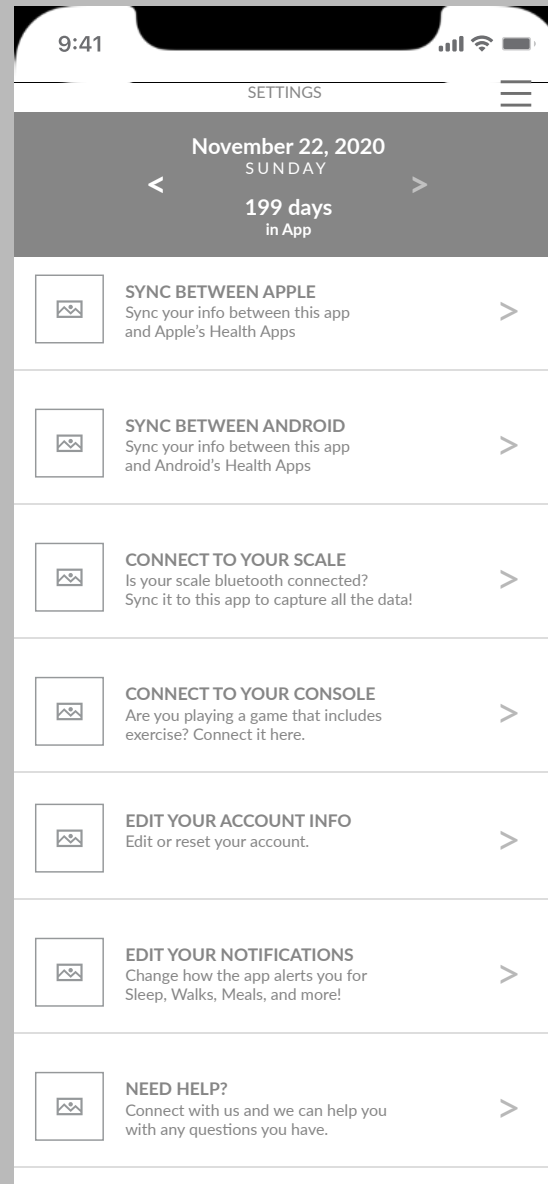 9:41
SETTINGS
November 22, 2020
SUNDAY
< >
199 days
in App
SYNC BETWEEN APPLE
Sync your info between this app
and Apple's Health Apps
>
SYNC BETWEEN ANDROID
Sync your info between this app
and Android's Health Apps
>
CONNECT TO YOUR SCALE
Is your scale bluetooth connected?
Sync it to this app to capture all the data!
>
CONNECT TO YOUR CONSOLE
Are you playing a game that includes
exercise? Connect it here.
>
EDIT YOUR ACCOUNT INFO
Edit or reset your account.
>
EDIT YOUR NOTIFICATIONS
Change how the app alerts you for
Sleep, Walks, Meals, and more!
>
NEED HELP?
Connect with us and we can help you
with any questions you have.
>